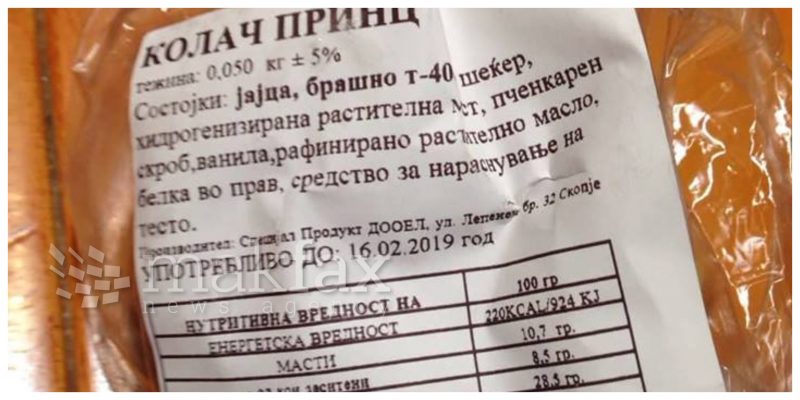 КОЛАЧ ПРИНЦ
тежина: 0,050 кг ± 5%
Состојки: јајца, брашно т-40 шеќер,
хидрогенизирана растителна маст, пченкарен
скроб,ванила,рафинирано растително масло,
белка во прав, средство за нараснување на
тесто.
Производител: Специјал Продукт ДООЕЛ, ул. Лепенец бр. 32 Скопје
УПОТРЕБЛИВО ДО: 16.02.2019 год
makfax
news agency
НУТРИТИВНА ВРЕДНОСТ НА 100 гр
ЕНЕРГЕТСКА ВРЕДНОСТ 220KCAL/924 KJ
МАСТИ 10,7 гр.
кои заситени 8,5 гр.
28,5 гр.